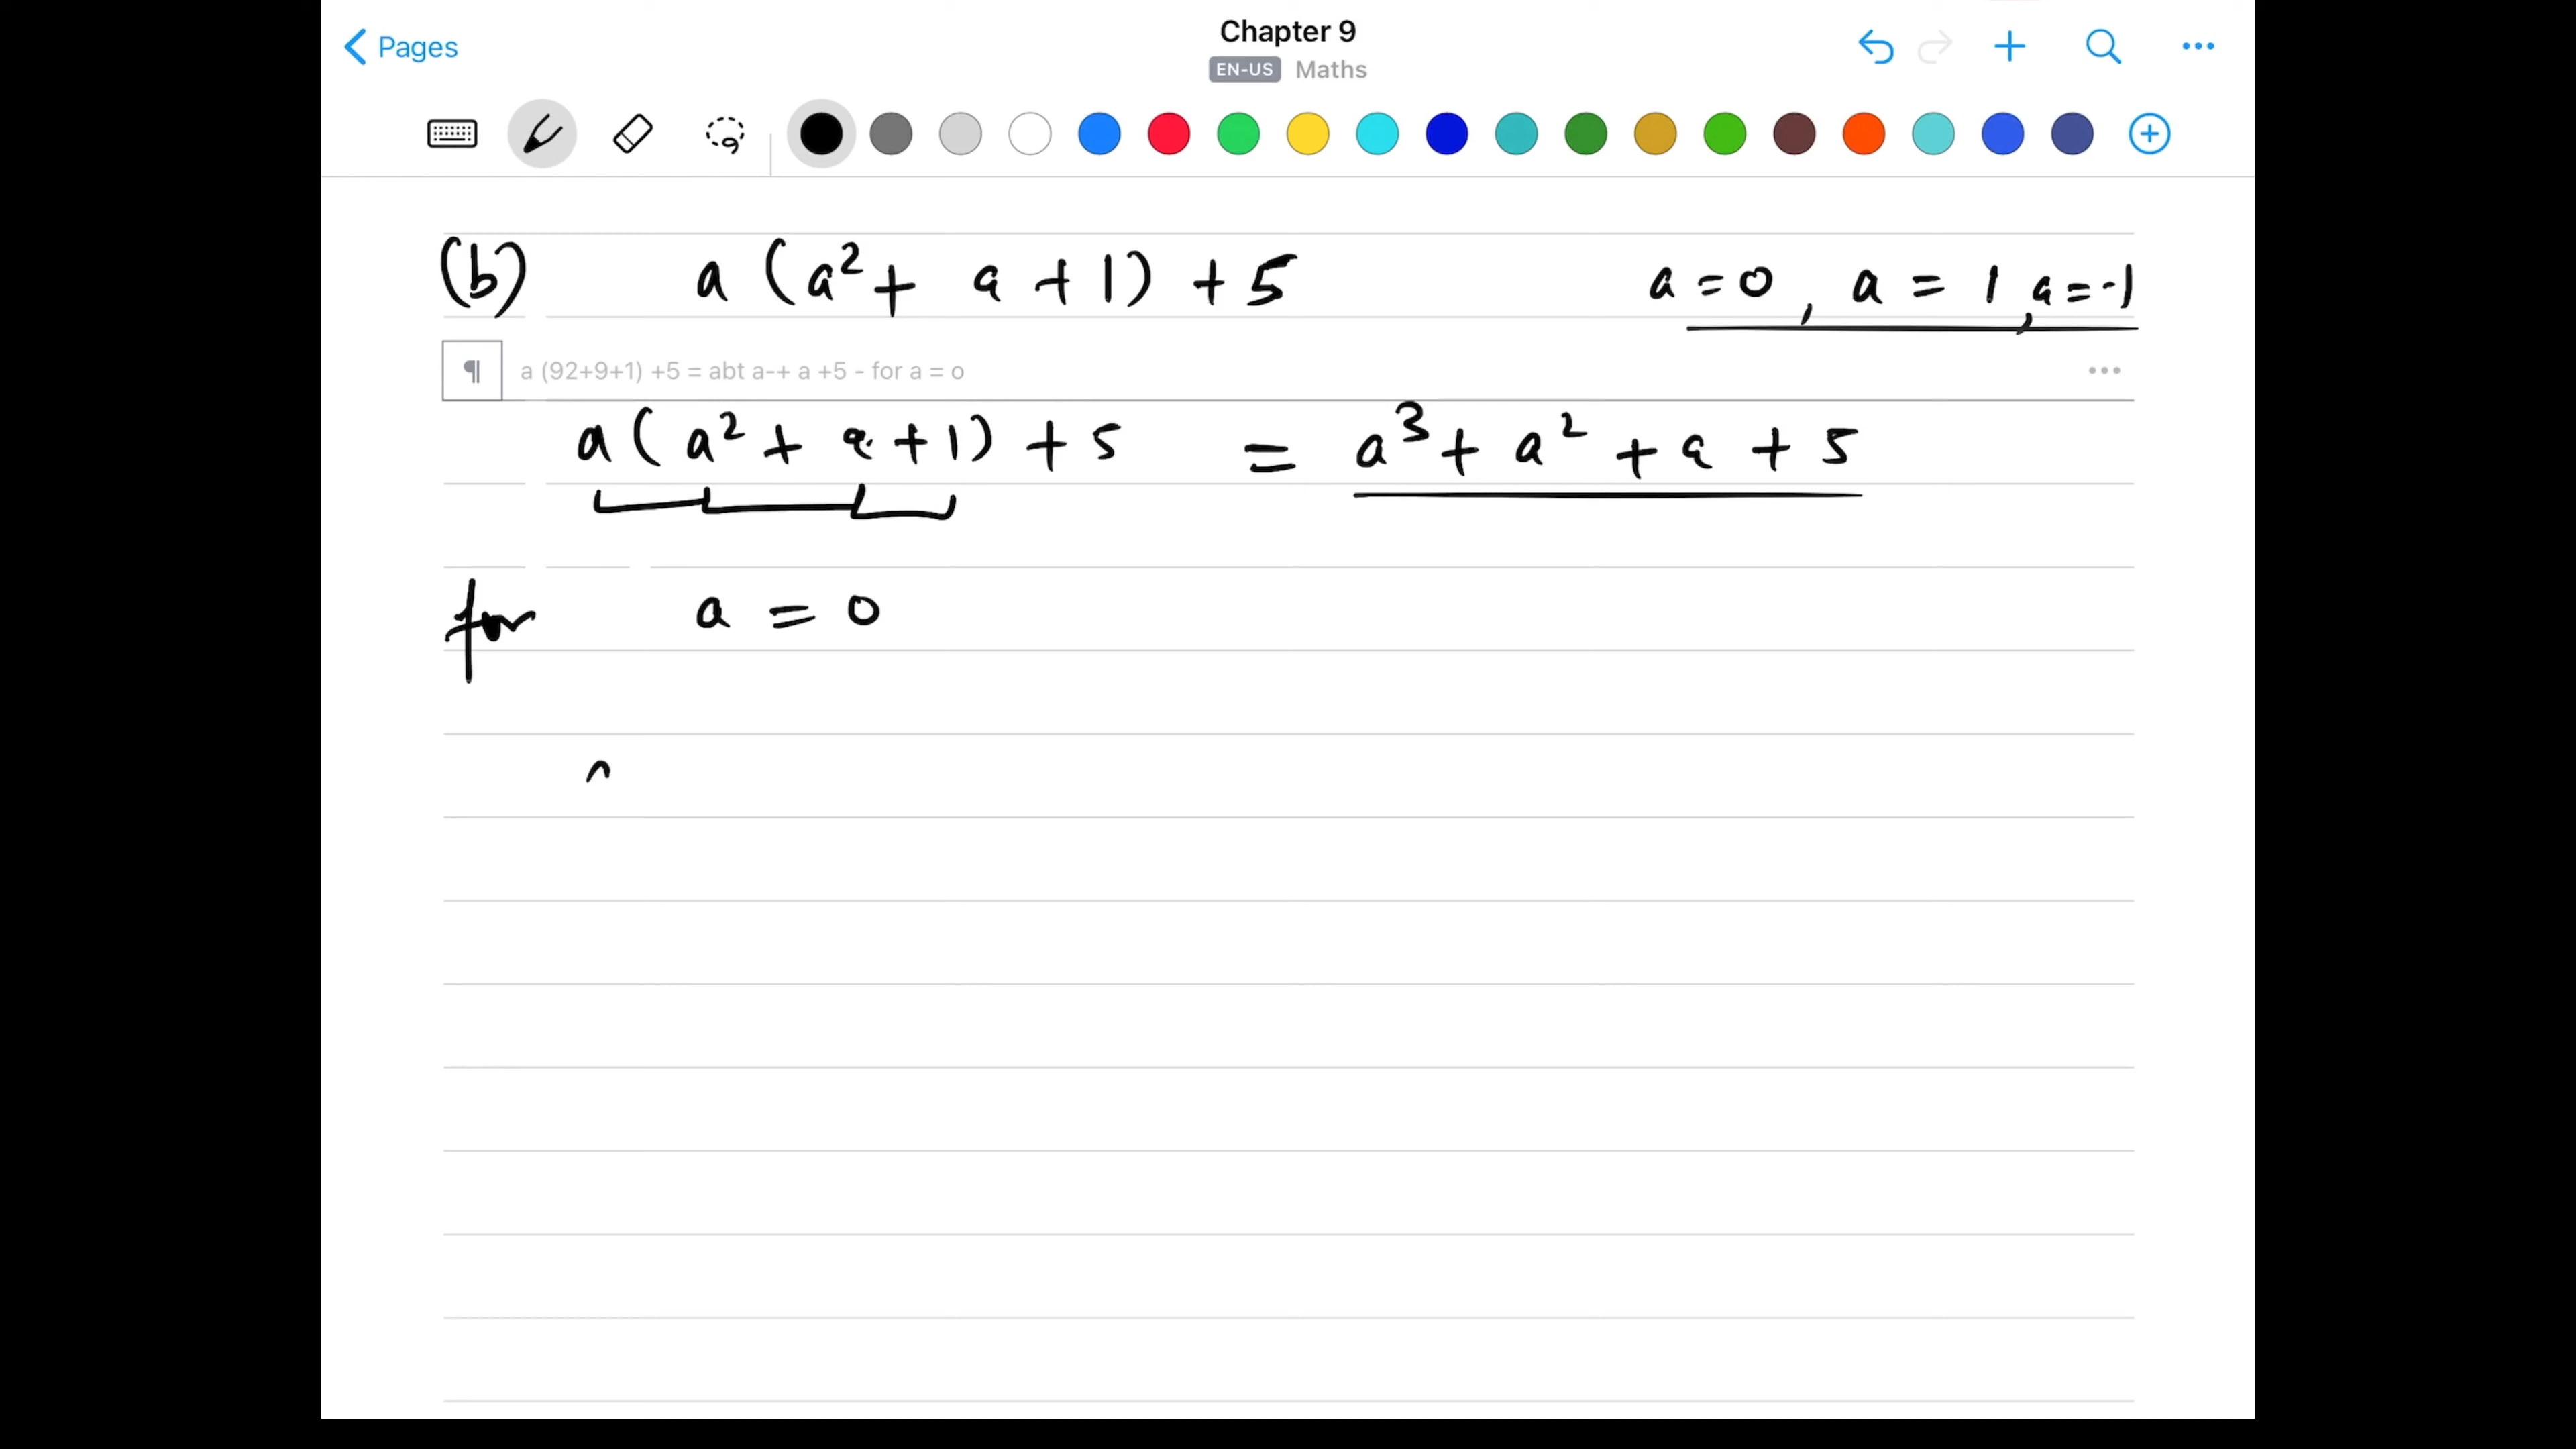 Pages
Chapter 9
EN-US Maths
(b) a (a² + a + 1) + 5 a = 0, a = 1, a = -1
¶ a (92+9+1) +5 = abt a-+ a +5 - for a = o
a (a² + a + 1) + 5 = a³ + a² + a + 5
for a = 0